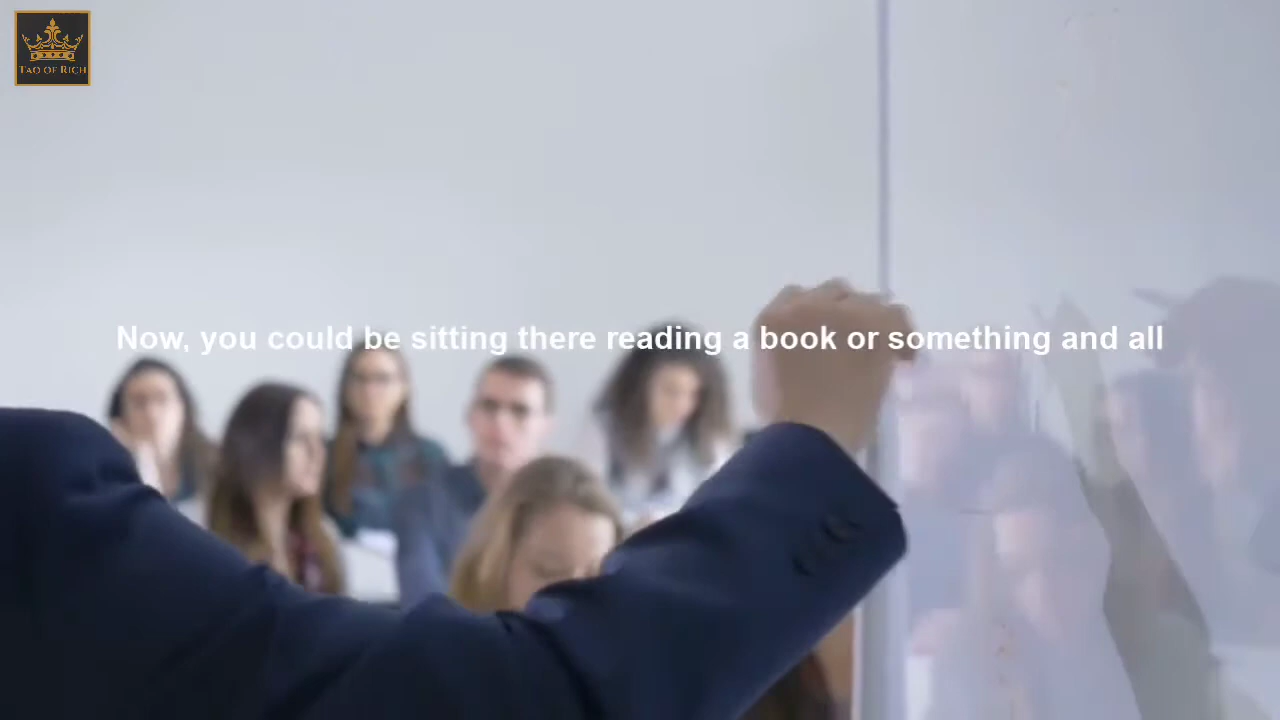 TAO OF RICH
Now, you could be sitting there reading a book or something and all